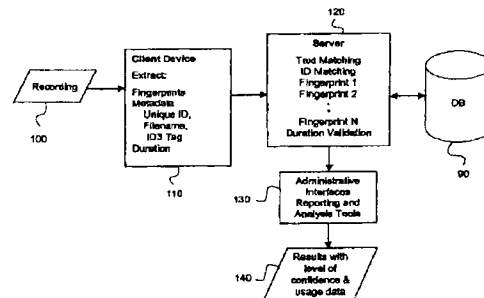 120
Server
Text Matching
ID Matching
Fingerprint 1
Fingerprint 2
Fingerprint N
Duration Validation
Client Device
Extract:
Fingerprints
Metadata
Unique ID,
Filename,
ID3 Tag
Duration
110
Recording
100
DB
90
Administrative
Interfaces
Reporting and
Analysis Tools
130
Results with
level of
confidence &
usage data
140